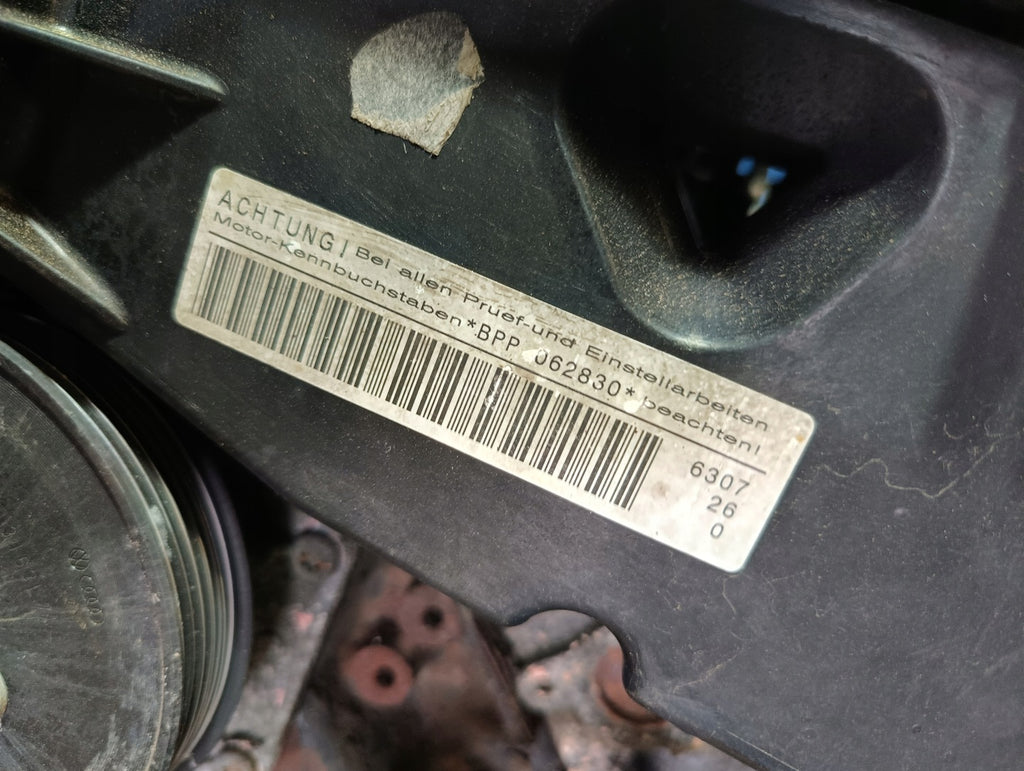 ACHTUNG! Bei allen Pruef-und Einstellarbeiten
Motor-Kennbuchstaben*BPP 062830* beachten!
6307
26
0